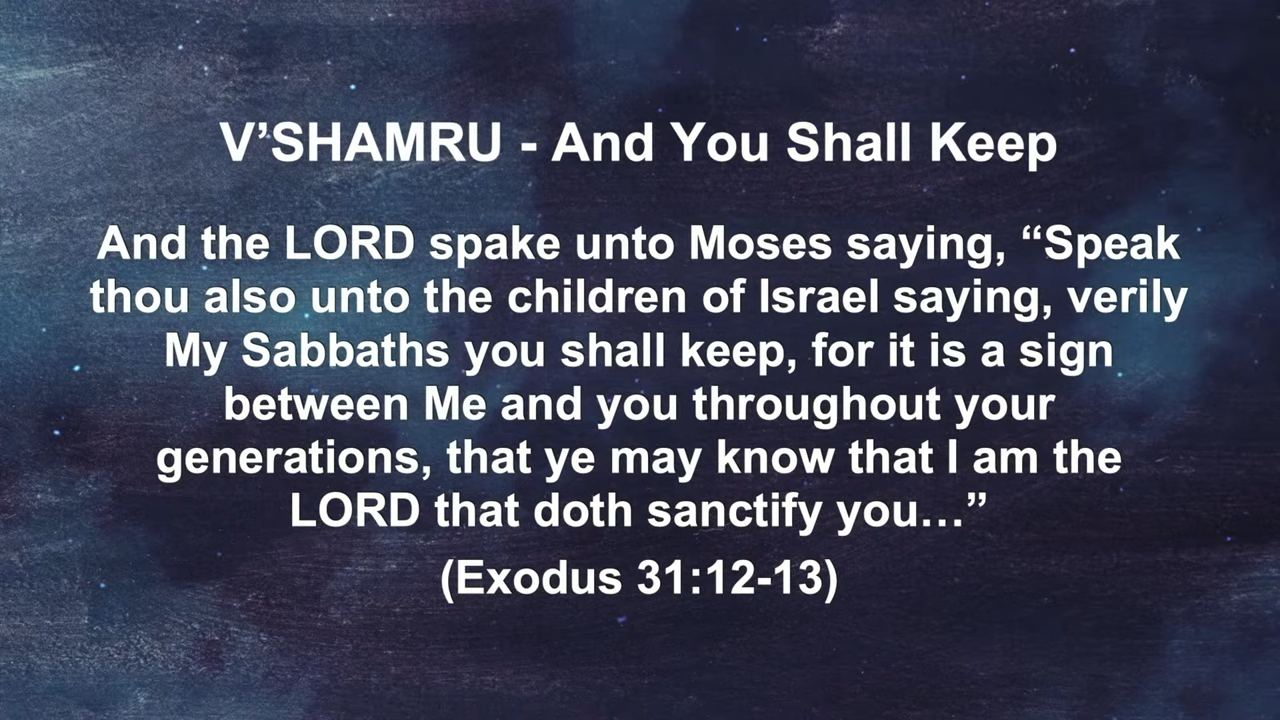 V’SHAMRU - And You Shall Keep
And the LORD spake unto Moses saying, “Speak
thou also unto the children of Israel saying, verily
My Sabbaths you shall keep, for it is a sign
between Me and you throughout your
generations, that ye may know that I am the
LORD that doth sanctify you…”
(Exodus 31:12-13)